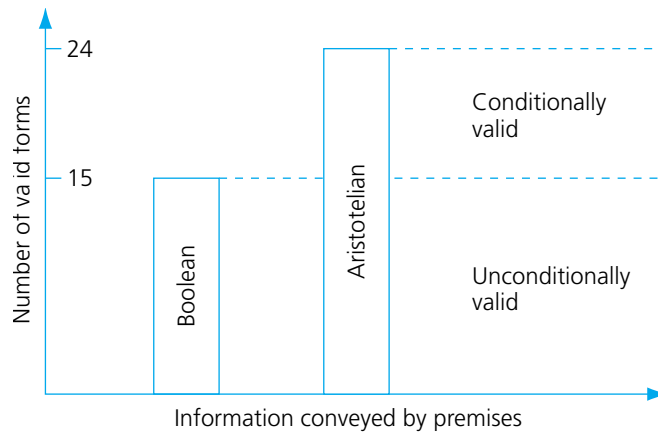 24
15
Number of va id forms
Boolean
Aristotelian
Conditionally
valid
Unconditionally
valid
Information conveyed by premises